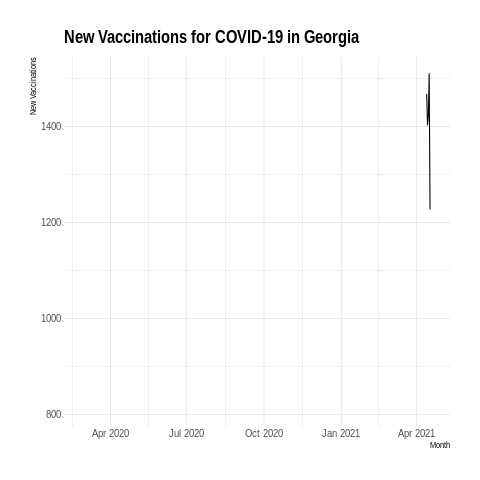 New Vaccinations for COVID-19 in Georgia
New Vaccinations
1400
1200
1000
800
Apr 2020
Jul 2020
Oct 2020
Jan 2021
Apr 2021
Month